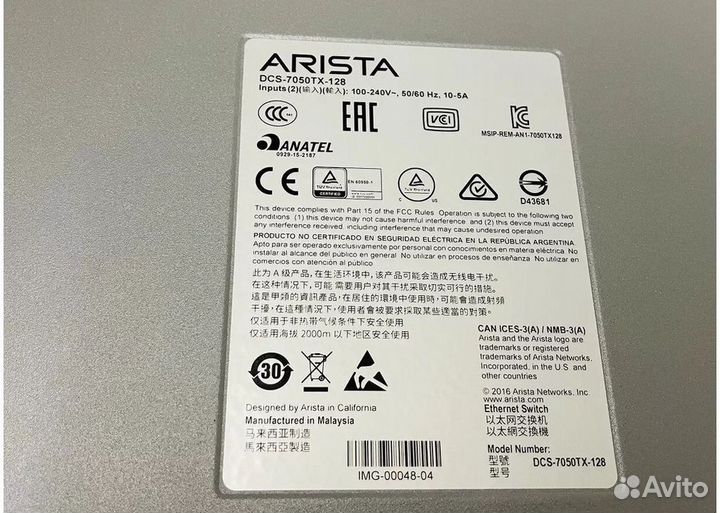 ARISTA
DCS-7050TX-128
Inputs(2)(输入)(輸入): 100-240V~, 50/60 Hz, 10-5A
CCC
EAC
VCI
MSIP-REM-AN1-7050TX128
ANATEL
0929-15-2187
CE
EN 60950-1
C US
D43681
This device complies with Part 15 of the FCC Rules. Operation is subject to the following two
conditions. (1) this device may not cause harmful interference, and (2) this device must accept
any interference received, including interference that may cause undesired operation.
PRODUCTO NO CERTIFICADO EN SEGURIDAD ELÉCTRICA EN LA REPÚBLICA ARGENTINA
Apto para ser operado exclusivamente por personal con conocimientos en materia eléctrica. No
instalar al alcance del público en general. No utilizar en procesos de enseñanza. No utilizar en
comercios con atención al público.
此为 A 级产品，在生活环境中，该产品可能会造成无线电干扰。
在这种情况下，可能 需要用户对其干扰采取切实可行的措施。
這是甲類的資訊產品，在居住的環境中使用時，可能會造成射頻
干擾，在這種情況下，使用者會被要求採取某些適當的對策。
仅适用于非热带气候条件下安全使用
仅适用于海拔 2000m 以下地区安全使用
CAN ICES-3(A) / NMB-3(A)
Arista and the Arista logo are
trademarks or registered
trademarks of Arista Networks,
Incorporated, in the U.S. and
other countries
30
© 2016 Arista Networks, Inc.
www.arista.com
Ethernet Switch
以太网交换机
以太網交換機
Designed by Arista in California
Manufactured in Malaysia
马来西亚制造
馬來西亞製造
Model Number:
型號
型号
DCS-7050TX-128
IMG-00048-04
Avito